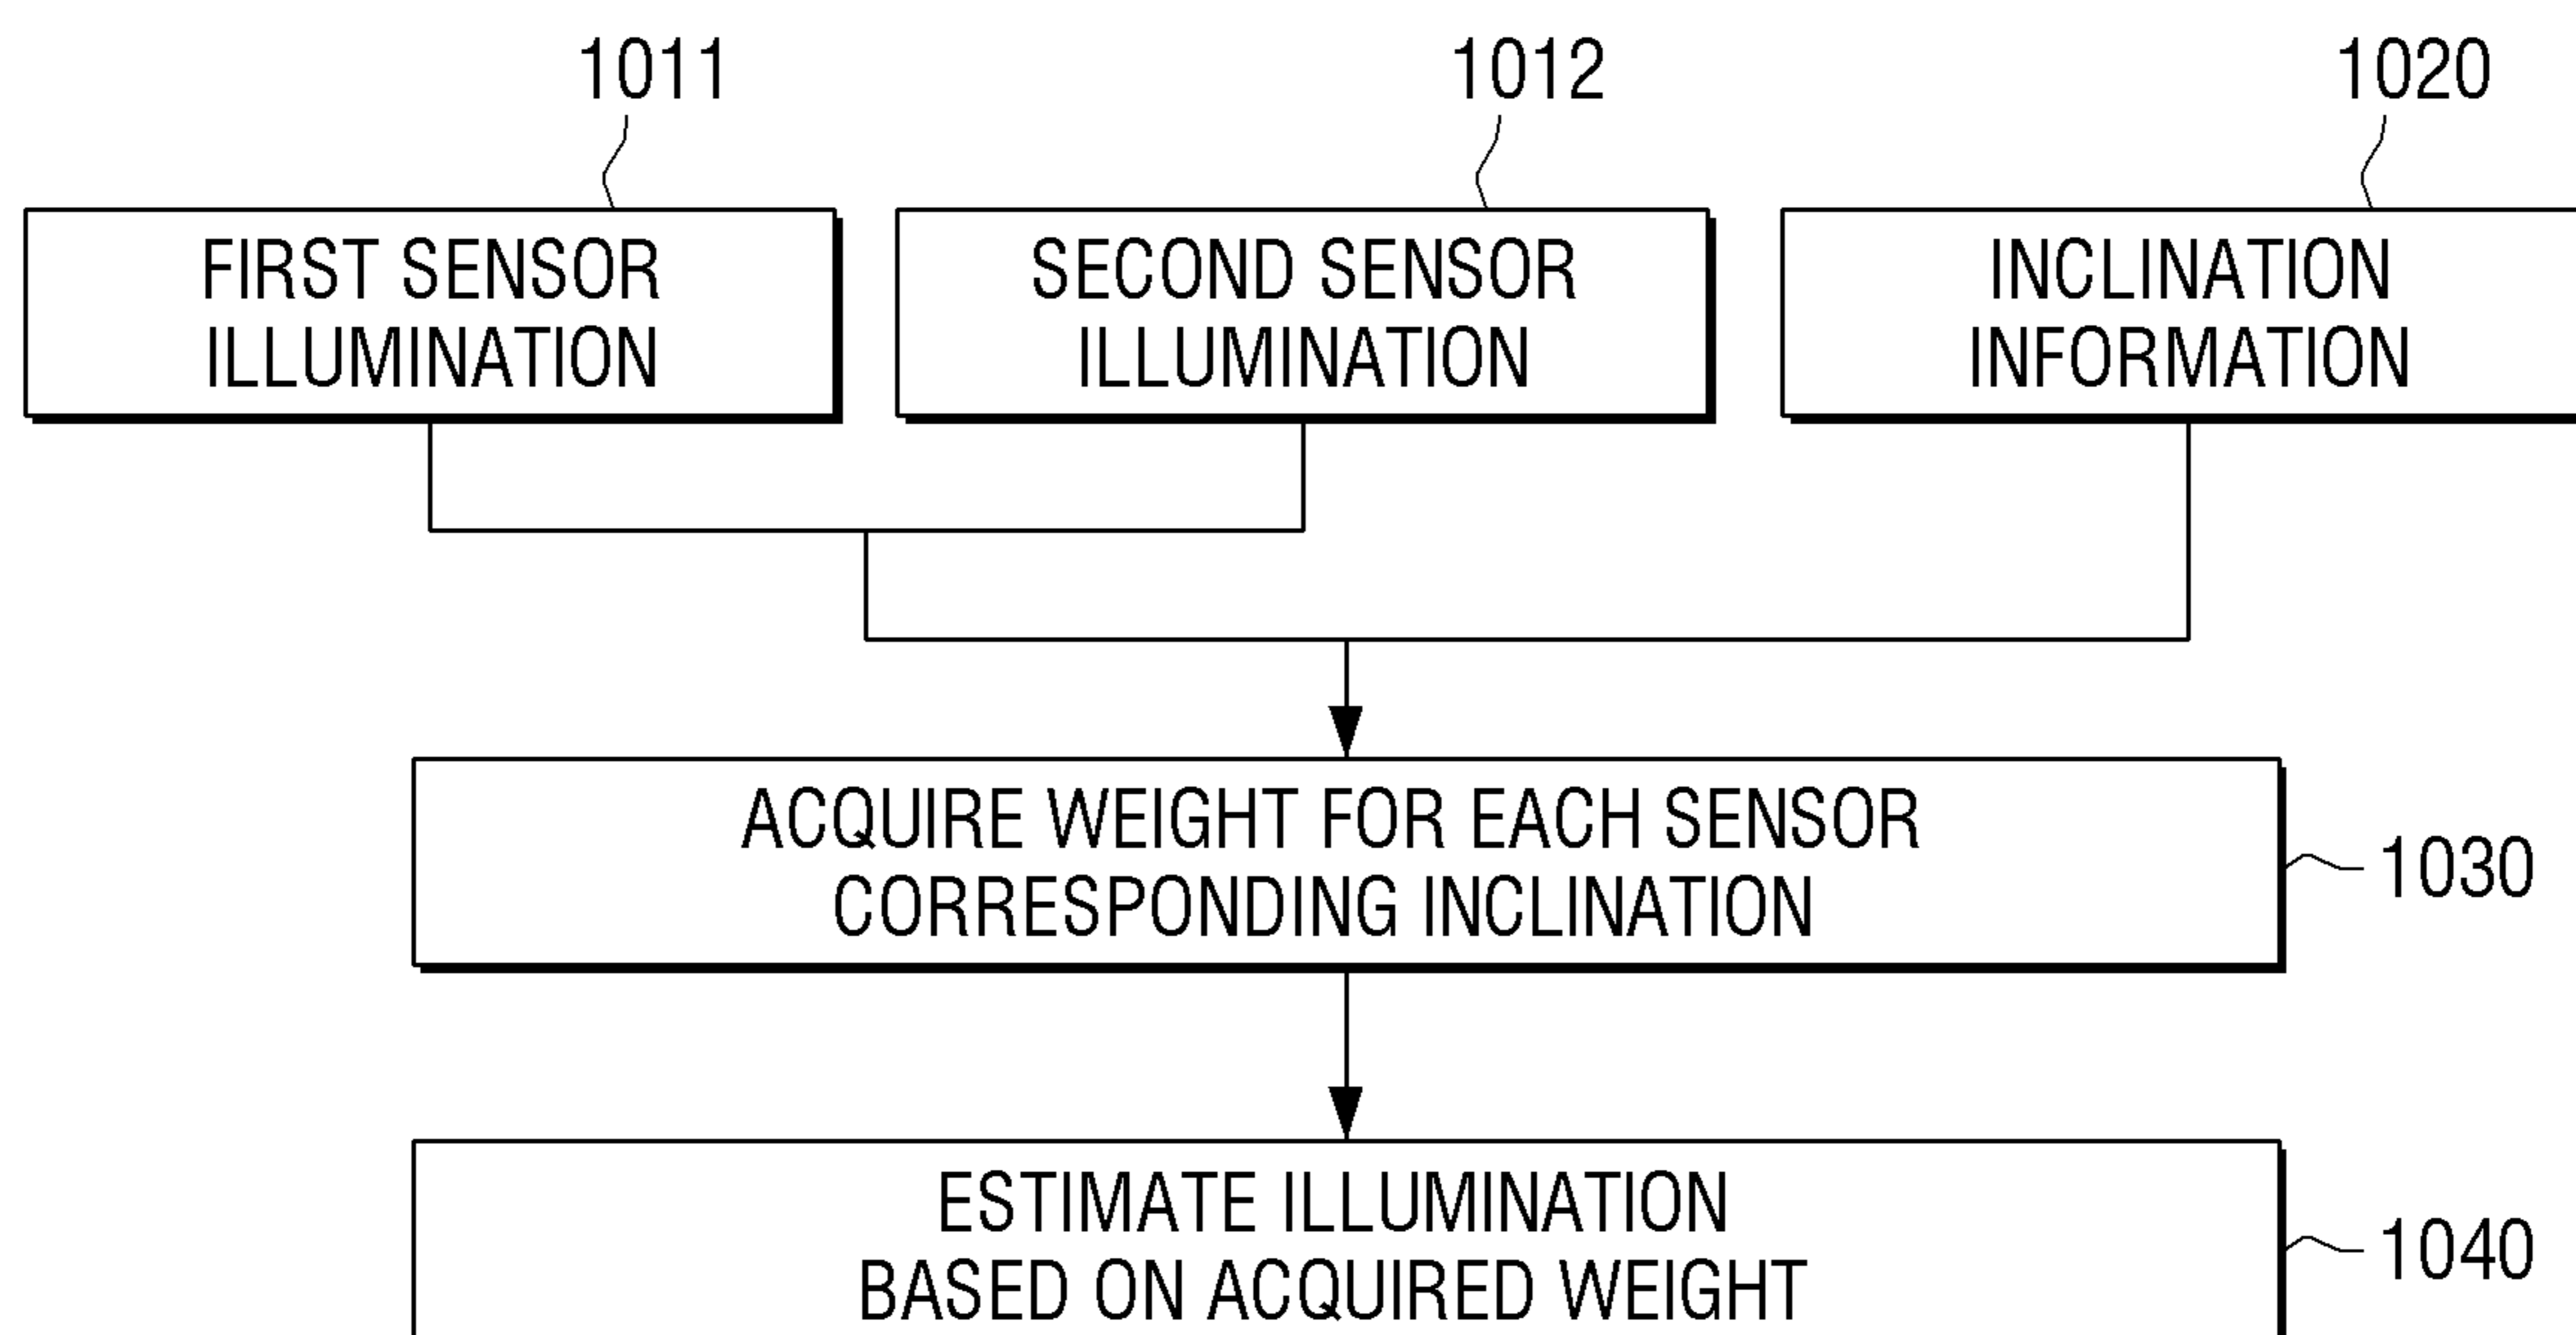 1011
1012
1020
FIRST SENSOR
ILLUMINATION
SECOND SENSOR
ILLUMINATION
INCLINATION
INFORMATION
ACQUIRE WEIGHT FOR EACH SENSOR
CORRESPONDING INCLINATION
1030
ESTIMATE ILLUMINATION
BASED ON ACQUIRED WEIGHT
1040